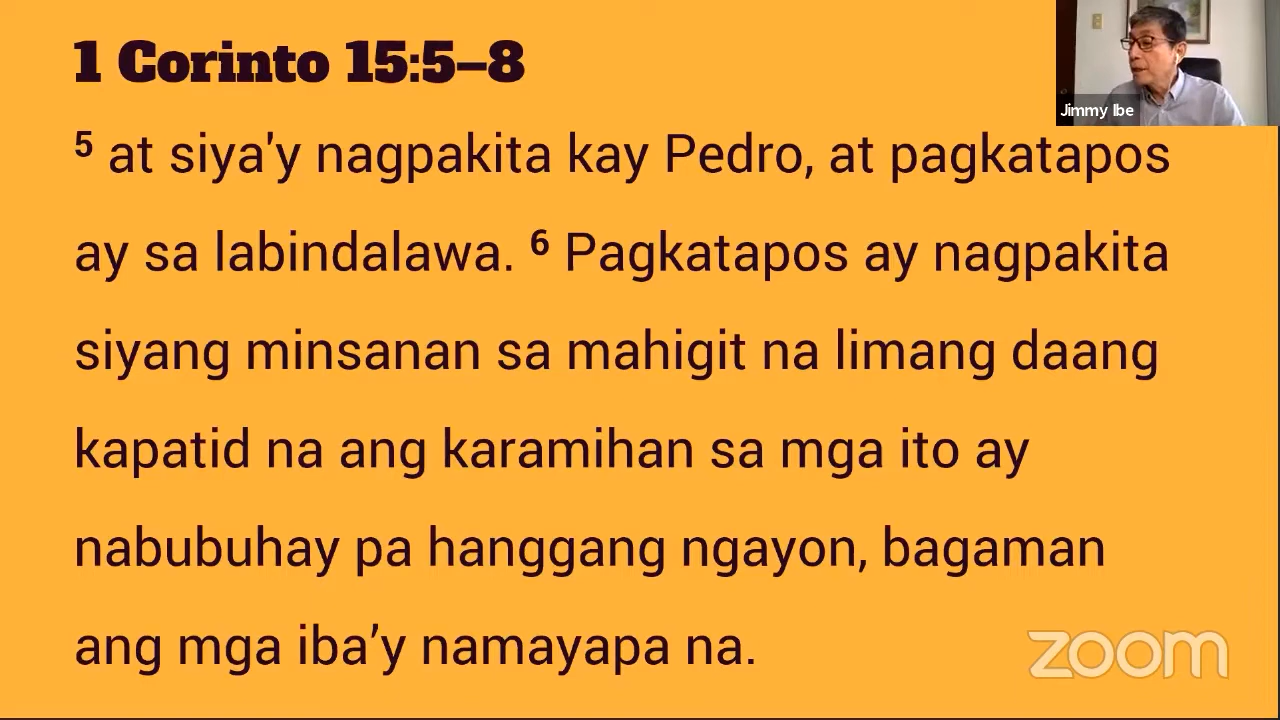 1 Corinto 15:5–8
Jimmy Ibe
⁵ at siya'y nagpakita kay Pedro, at pagkatapos
ay sa labindalawa. ⁶ Pagkatapos ay nagpakita
siyang minsanan sa mahigit na limang daang
kapatid na ang karamihan sa mga ito ay
nabubuhay pa hanggang ngayon, bagaman
ang mga iba’y namayapa na.
zoom